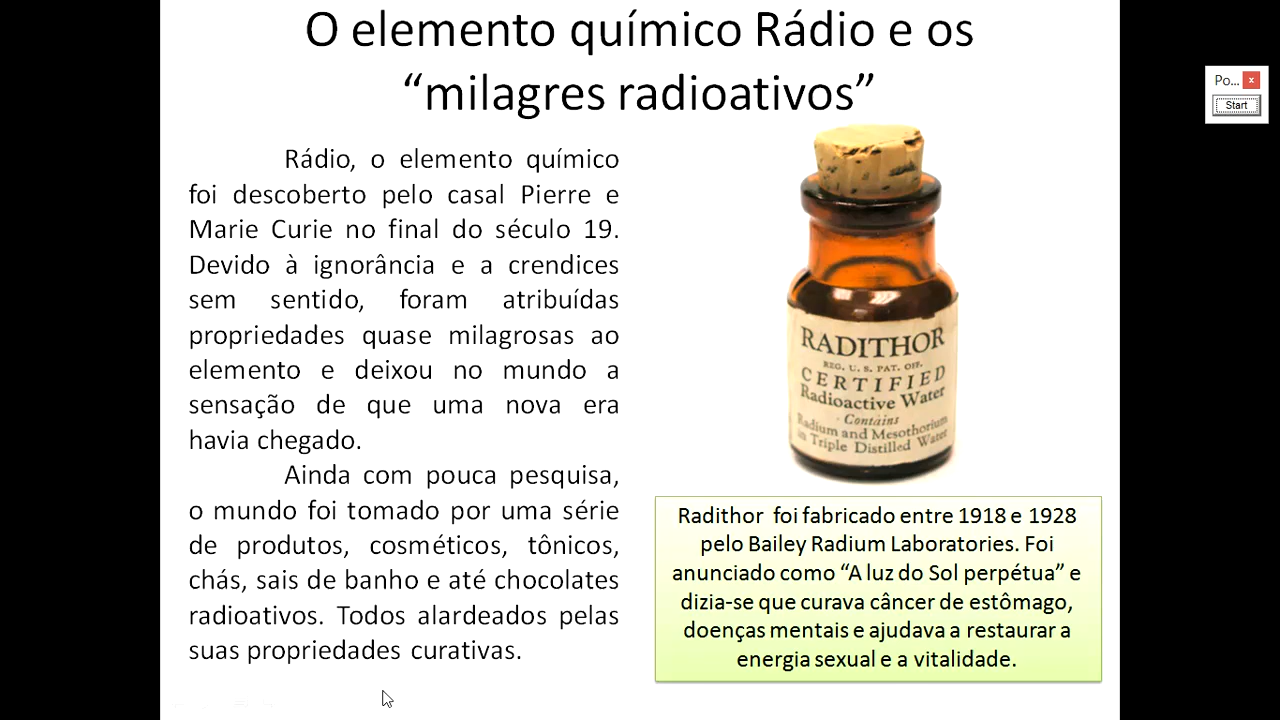 O elemento químico Rádio e os
“milagres radioativos”
Po...
x
Start
Rádio, o elemento químico
foi descoberto pelo casal Pierre e
Marie Curie no final do século 19.
Devido à ignorância e a crendices
sem sentido, foram atribuídas
propriedades quase milagrosas ao
elemento e deixou no mundo a
sensação de que uma nova era
havia chegado.
Ainda com pouca pesquisa,
o mundo foi tomado por uma série
de produtos, cosméticos, tônicos,
chás, sais de banho e até chocolates
radioativos. Todos alardeados pelas
suas propriedades curativas.
RADITHOR
REG. U. S. PAT. OFF.
CERTIFIED
Radioactive Water
Contains
Radium and Mesothorium
in Triple Distilled Water
Radithor foi fabricado entre 1918 e 1928
pelo Bailey Radium Laboratories. Foi
anunciado como “A luz do Sol perpétua” e
dizia-se que curava câncer de estômago,
doenças mentais e ajudava a restaurar a
energia sexual e a vitalidade.